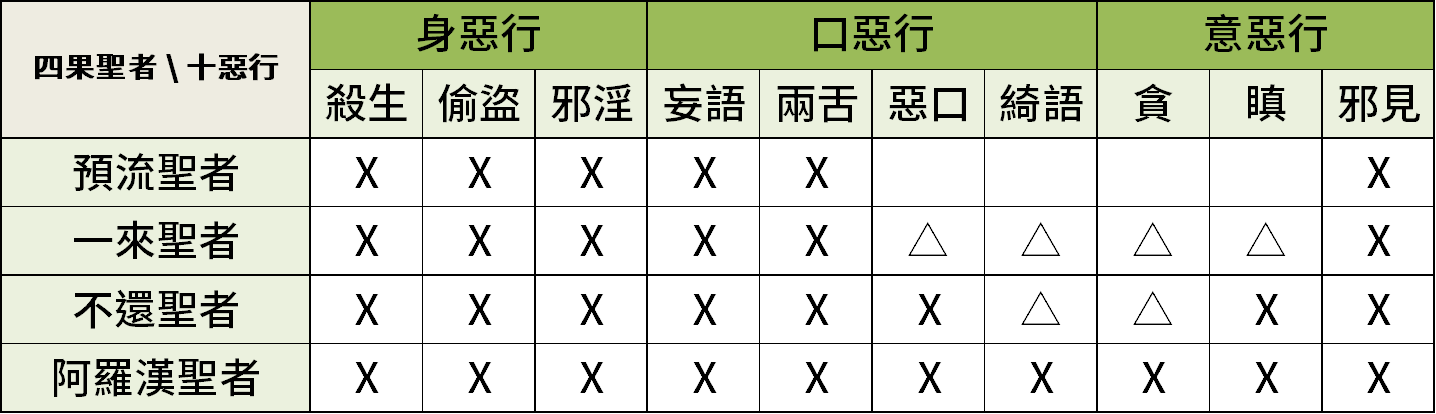 四果聖者 \ 十惡行 身惡行 口惡行 意惡行
殺生 偷盜 邪淫 妄語 兩舌 惡口 綺語 貪 瞋 邪見
預流聖者 X X X X X X
一來聖者 X X X X X △ △ △ △ X
不還聖者 X X X X X X △ △ X X
阿羅漢聖者 X X X X X X X X X X